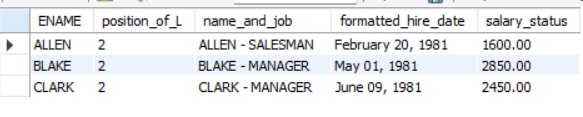 ENAME position_of_L name_and_job formatted_hire_date salary_status
ALLEN 2 ALLEN - SALESMAN February 20, 1981 1600.00
BLAKE 2 BLAKE - MANAGER May 01, 1981 2850.00
CLARK 2 CLARK - MANAGER June 09, 1981 2450.00